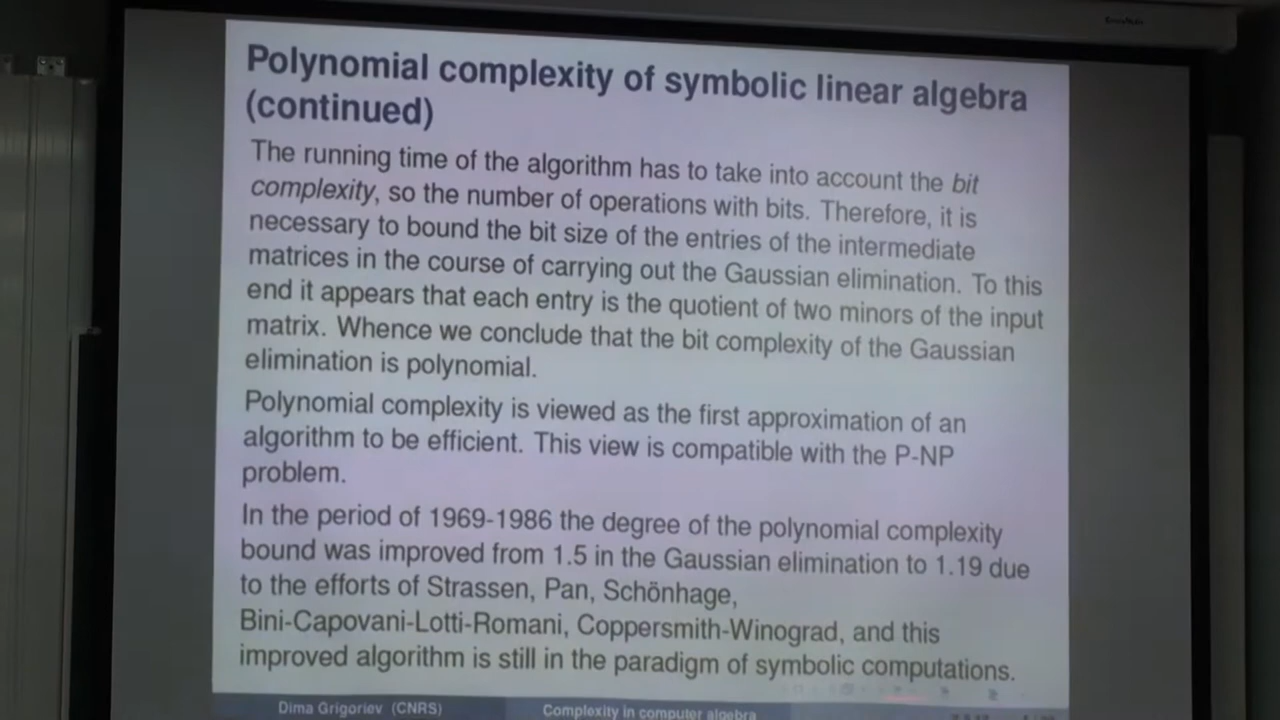 Polynomial complexity of symbolic linear algebra
(continued)
The running time of the algorithm has to take into account the bit
complexity, so the number of operations with bits. Therefore, it is
necessary to bound the bit size of the entries of the intermediate
matrices in the course of carrying out the Gaussian elimination. To this
end it appears that each entry is the quotient of two minors of the input
matrix. Whence we conclude that the bit complexity of the Gaussian
elimination is polynomial.
Polynomial complexity is viewed as the first approximation of an
algorithm to be efficient. This view is compatible with the P-NP
problem.
In the period of 1969-1986 the degree of the polynomial complexity
bound was improved from 1.5 in the Gaussian elimination to 1.19 due
to the efforts of Strassen, Pan, Schönhage,
Bini-Capovani-Lotti-Romani, Coppersmith-Winograd, and this
improved algorithm is still in the paradigm of symbolic computations.
Dima Grigoriev (CNRS)
Complexity in computer algebra